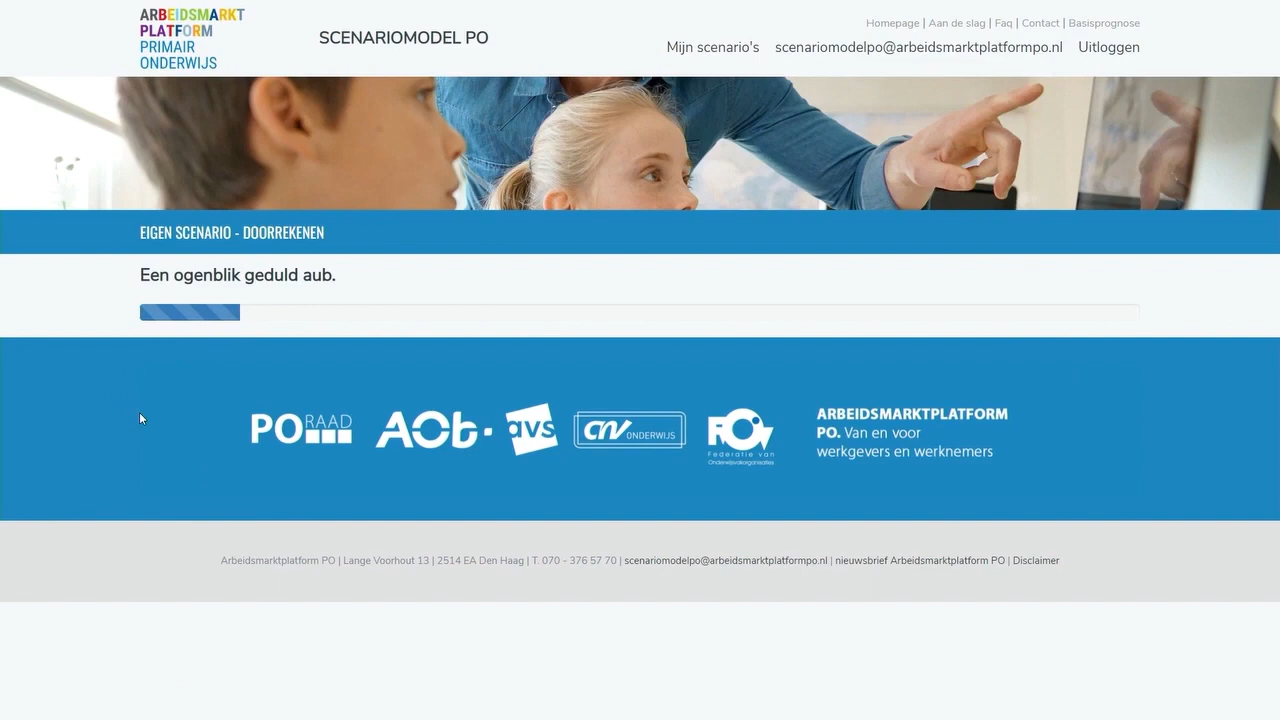 ARBEIDSMARKT
PLATFORM
PRIMAIR
ONDERWIJS
SCENARIOMODEL PO
Homepage | Aan de slag | Faq | Contact | Basisprognose
Mijn scenario's scenariomodelpo@arbeidsmarktplatformpo.nl Uitloggen
EIGEN SCENARIO - DOORREKENEN
Een ogenblik geduld aub.
PO RAAD
AOb
avs
CNV ONDERWIJS
FOV
Federatie van
Onderwijsvakorganisaties
ARBEIDSMARKTPLATFORM
PO. Van en voor
werkgevers en werknemers
Arbeidsmarktplatform PO | Lange Voorhout 13 | 2514 EA Den Haag | T. 070 - 376 57 70 | scenariomodelpo@arbeidsmarktplatformpo.nl | nieuwsbrief Arbeidsmarktplatform PO | Disclaimer